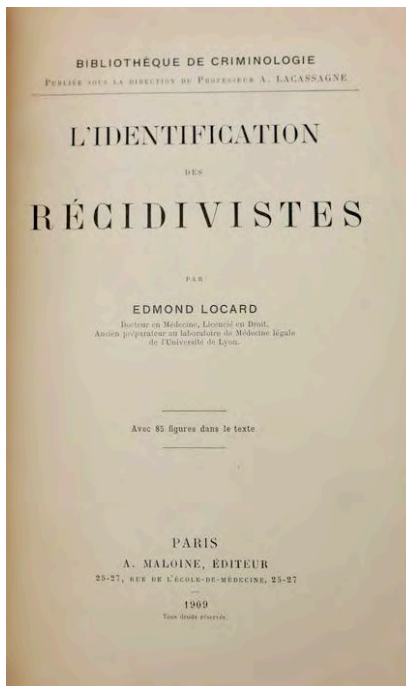 BIBLIOTHÈQUE DE CRIMINOLOGIE
PUBLIÉE SOUS LA DIRECTION DU PROFESSEUR A. LACASSAGNE
L'IDENTIFICATION
DES
RÉCIDIVISTES
PAR
EDMOND LOCARD
Docteur en Médecine, Licencié en Droit,
Ancien préparateur au laboratoire de Médecine légale
de l'Université de Lyon.
Avec 85 figures dans le texte
PARIS
A. MALOINE, ÉDITEUR
25-27, RUE DE L'ÉCOLE-DE-MÉDECINE, 25-27
1909
Tous droits réservés.